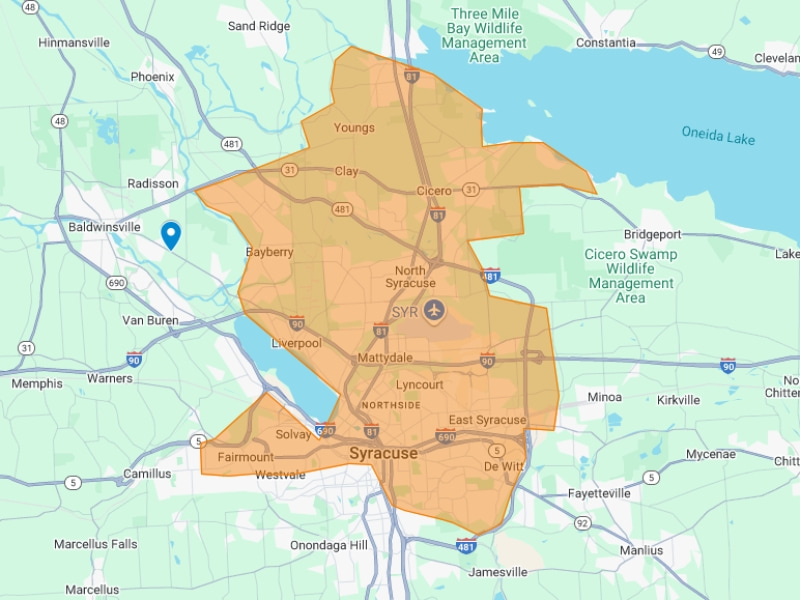 48
Sand Ridge
Three Mile
Bay Wildlife
Management
Area
Hinmansville
Constantia
49
Clevelan
Phoenix
81
48
Youngs
481
Oneida Lake
31
Clay
Radisson
Cicero
31
481
81
Baldwinsville
Bridgeport
Bayberry
Cicero Swamp
Wildlife
Management
Area
Lake
North
Syracuse
481
690
SYR
Van Buren
90
81
31
Liverpool
90
Mattydale
90
90
Memphis
Warners
Lyncourt
No
Chitten
Minoa
Kirkville
NORTHSIDE
East Syracuse
Solvay
690
81
690
5
Syracuse
5
Mycenae
Fairmount
De Witt
Chitt
Camillus
Westvale
5
5
Fayetteville
92
Marcellus Falls
Onondaga Hill
481
Manlius
Jamesville
Marcellus